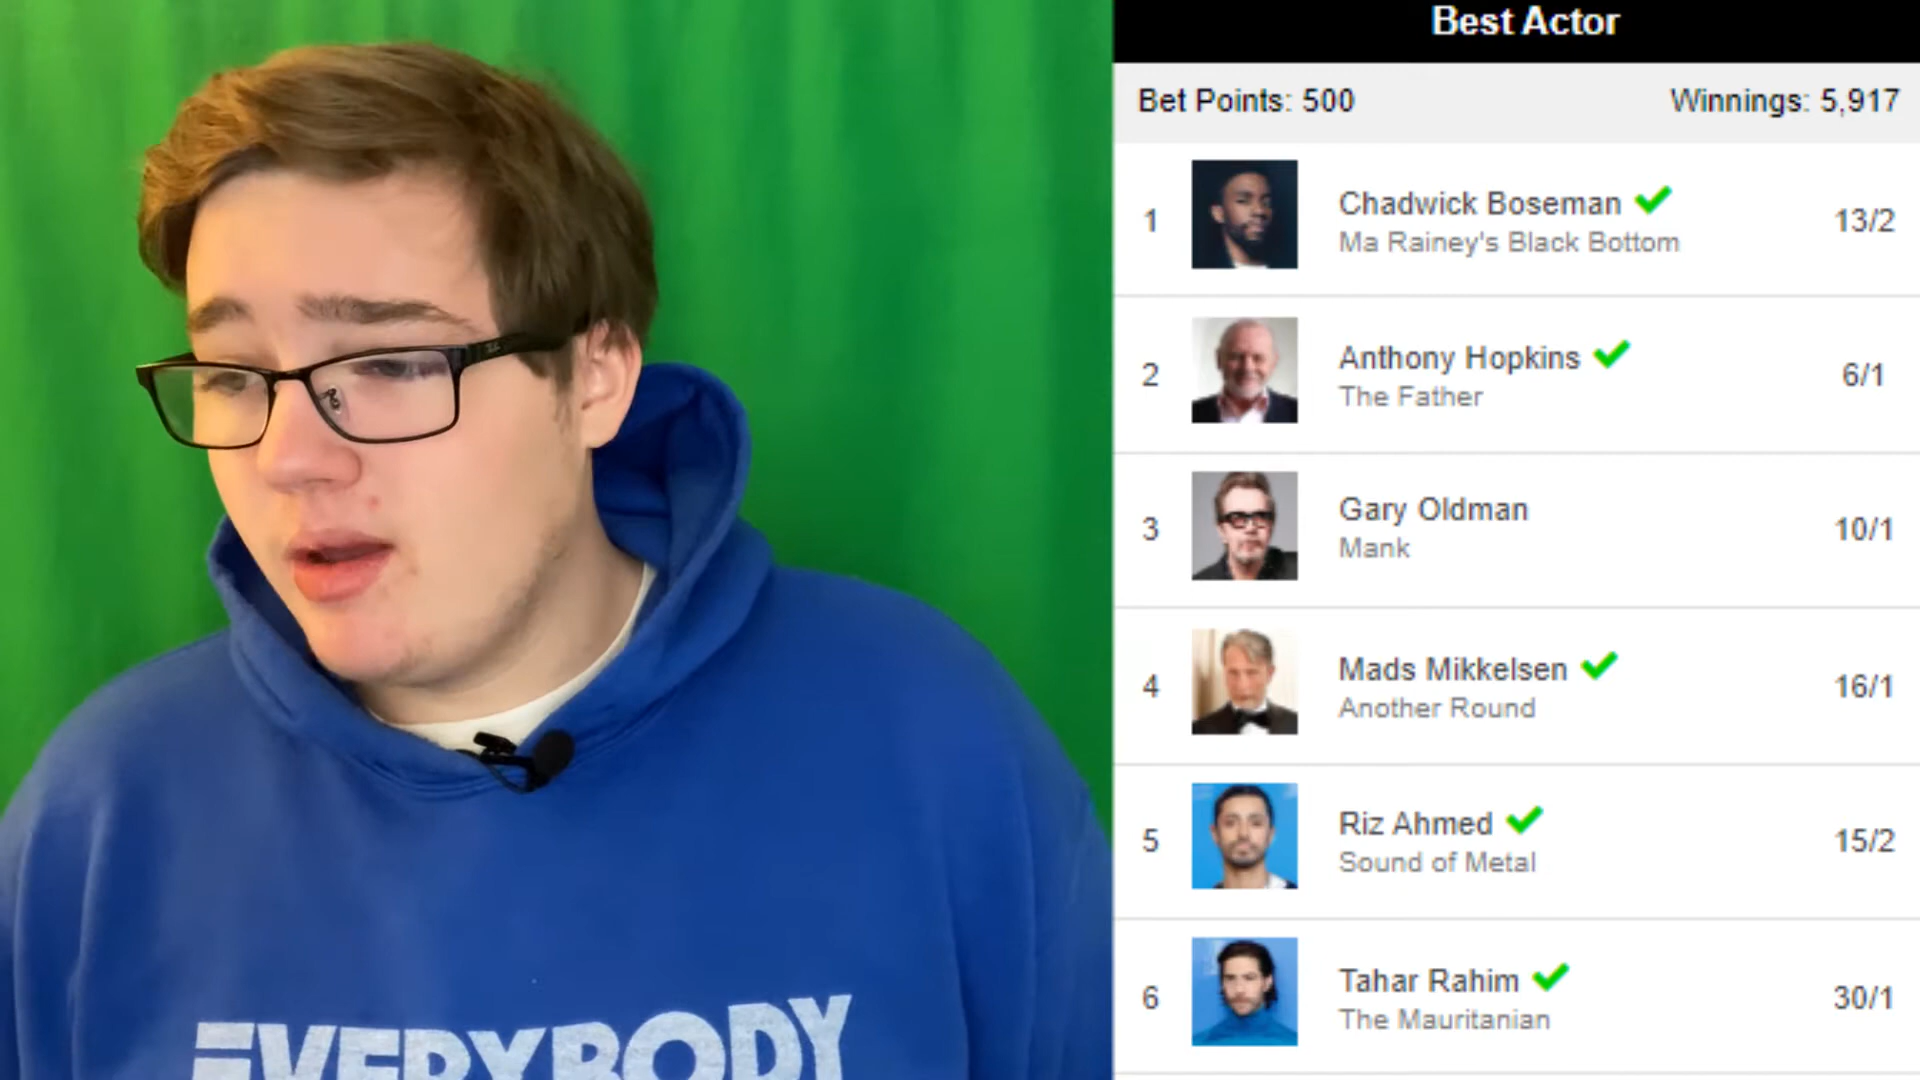 Best Actor
Bet Points: 500 Winnings: 5,917
1 Chadwick Boseman 13/2
Ma Rainey's Black Bottom
2 Anthony Hopkins 6/1
The Father
3 Gary Oldman 10/1
Mank
4 Mads Mikkelsen 16/1
Another Round
5 Riz Ahmed 15/2
Sound of Metal
6 Tahar Rahim 30/1
The Mauritanian
EVERYBODY